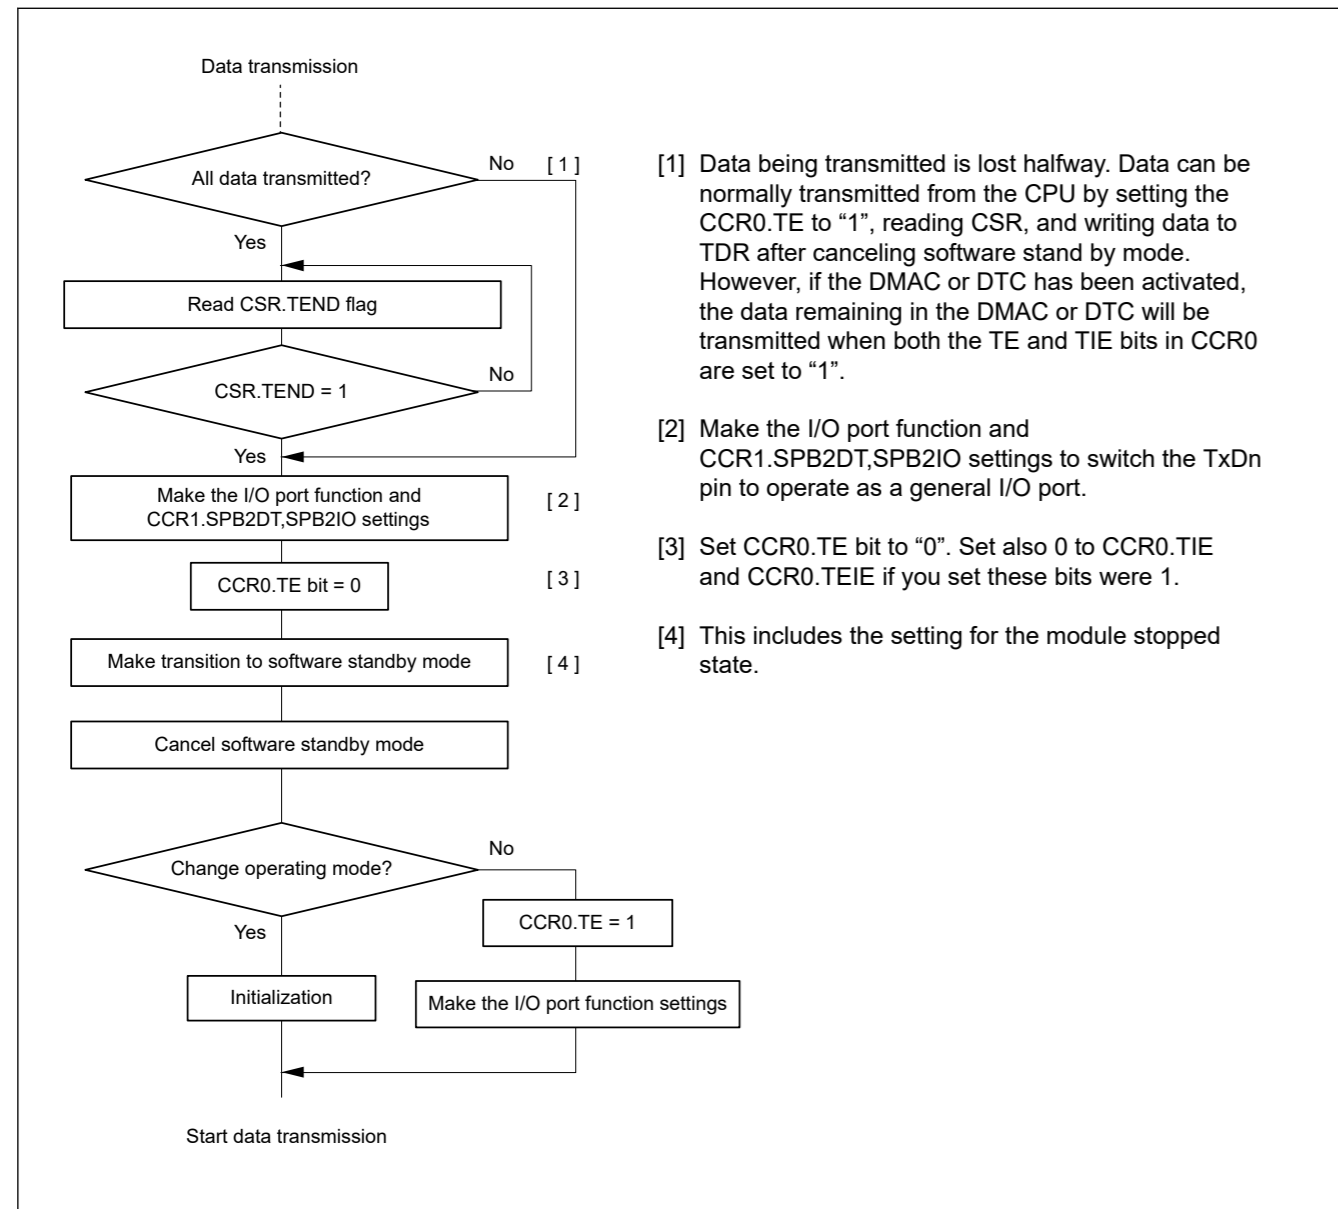 Data transmission
All data transmitted?
No
[ 1 ]
Yes
Read CSR.TEND flag
CSR.TEND = 1
No
Yes
Make the I/O port function and
CCR1.SPB2DT,SPB2IO settings
[ 2 ]
CCR0.TE bit = 0
[ 3 ]
Make transition to software standby mode
[ 4 ]
Cancel software standby mode
Change operating mode?
No
Yes
CCR0.TE = 1
Initialization
Make the I/O port function settings
Start data transmission
[1] Data being transmitted is lost halfway. Data can be
normally transmitted from the CPU by setting the
CCR0.TE to “1”, reading CSR, and writing data to
TDR after canceling software stand by mode.
However, if the DMAC or DTC has been activated,
the data remaining in the DMAC or DTC will be
transmitted when both the TE and TIE bits in CCR0
are set to “1”.
[2] Make the I/O port function and
CCR1.SPB2DT,SPB2IO settings to switch the TxDn
pin to operate as a general I/O port.
[3] Set CCR0.TE bit to “0”. Set also 0 to CCR0.TIE
and CCR0.TEIE if you set these bits were 1.
[4] This includes the setting for the module stopped
state.